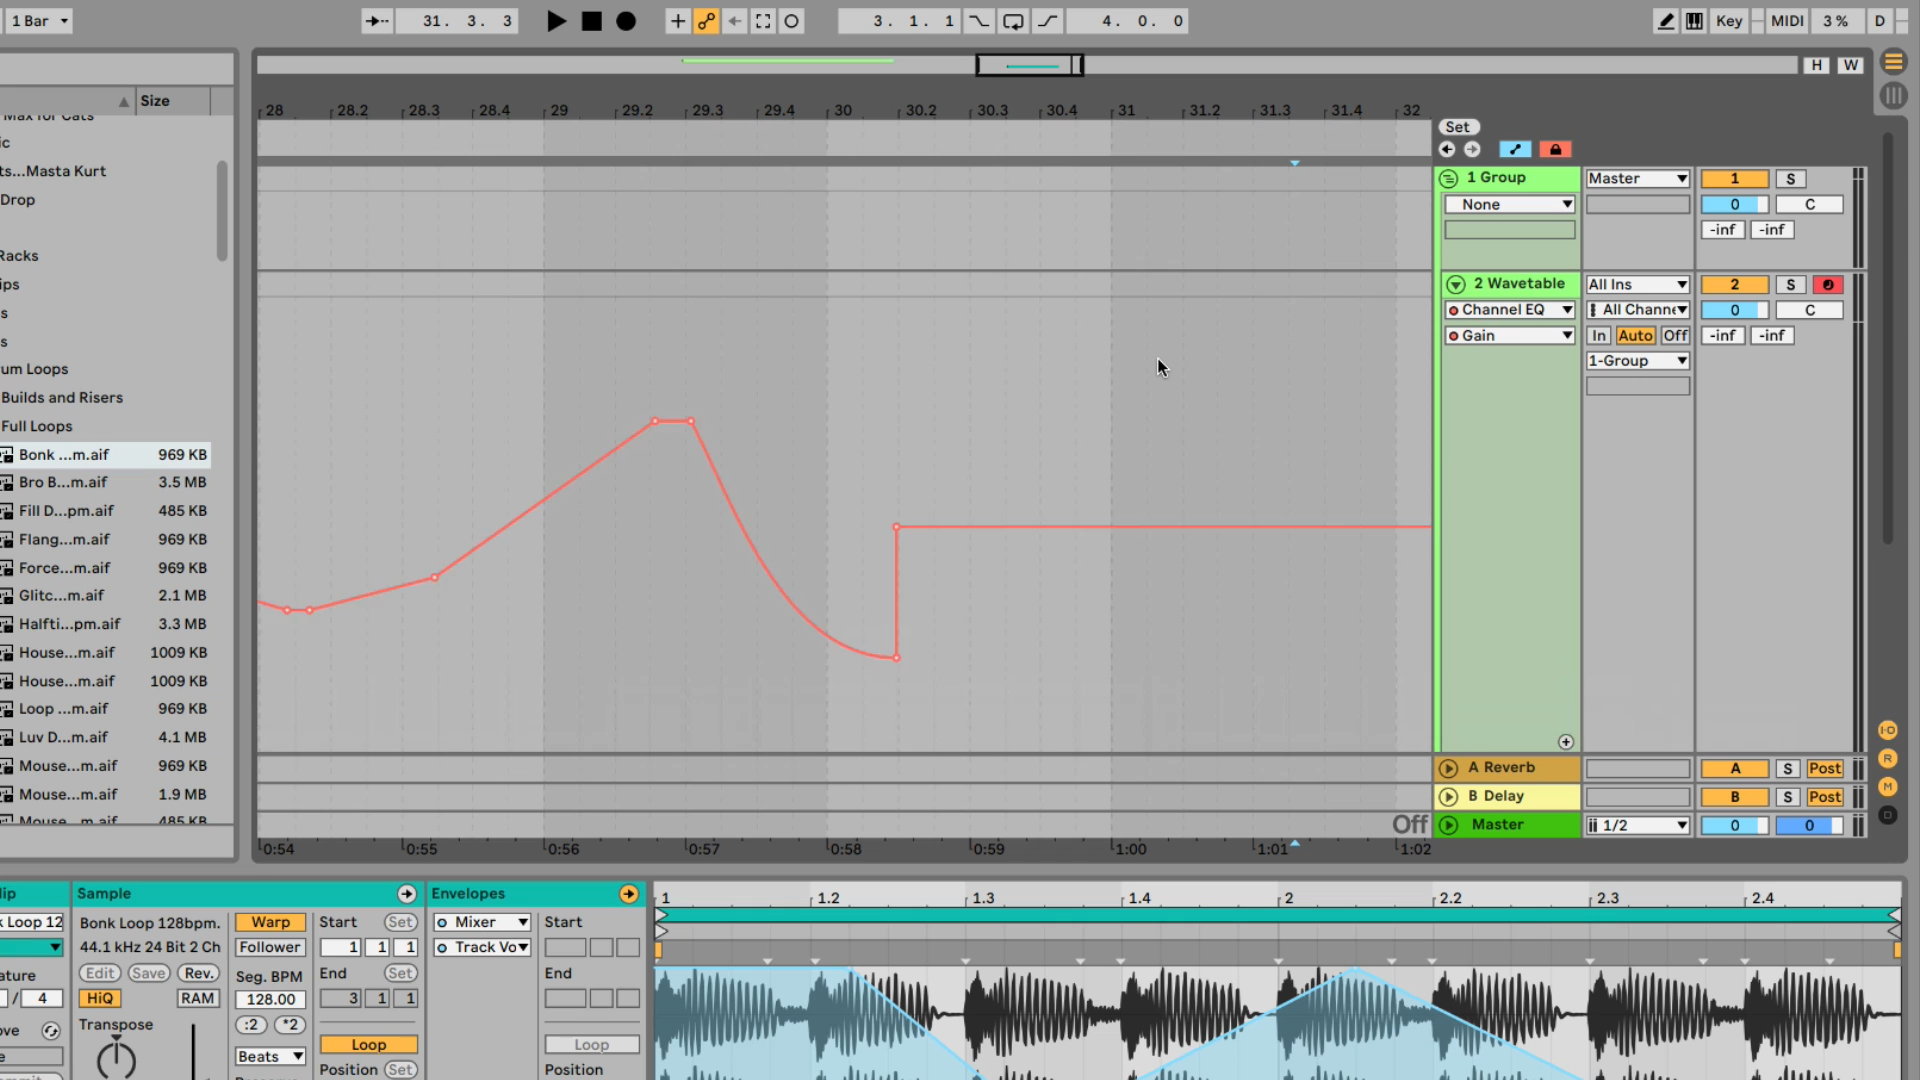 1 Bar
31. 3. 3
3. 1. 1
4. 0. 0
Key
MIDI
3 %
D
H
W
Size
28 28.2 28.3 28.4 29 29.2 29.3 29.4 30 30.2 30.3 30.4 31 31.2 31.3 31.4 32
Set
ic
ts...Masta Kurt
Drop
Racks
ips
s
s
um Loops
Builds and Risers
Full Loops
Bonk ...m.aif 969 KB
Bro B...m.aif 3.5 MB
Fill D...pm.aif 485 KB
Flang...m.aif 969 KB
Force...m.aif 969 KB
Glitc...m.aif 2.1 MB
Halfti...pm.aif 3.3 MB
House...m.aif 1009 KB
House...m.aif 1009 KB
Loop ...m.aif 969 KB
Luv D...m.aif 4.1 MB
Mouse...m.aif 969 KB
Mouse...m.aif 1.9 MB
Mouse...m.aif 485 KB
1 Group Master 1 S
None 0 C
-inf -inf
2 Wavetable All Ins 2 S
Channel EQ All Channe 0 C
Gain In Auto Off -inf -inf
1-Group
I·O
R
M
D
A Reverb A S Post
B Delay B S Post
Off Master 1/2 0 0
0:54 0:55 0:56 0:57 0:58 0:59 1:00 1:01 1:02
lip
k Loop 12
ature
/ 4
ove
Sample
Bonk Loop 128bpm.
44.1 kHz 24 Bit 2 Ch
Edit Save Rev.
HiQ RAM
Transpose
Warp
Follower
Seg. BPM
128.00
:2 *2
Beats
Start Set
1 1 1
End Set
3 1 1
Loop
Position Set
Envelopes
Mixer
Track Vo
Start
End
Loop
Position
1 1.2 1.3 1.4 2 2.2 2.3 2.4